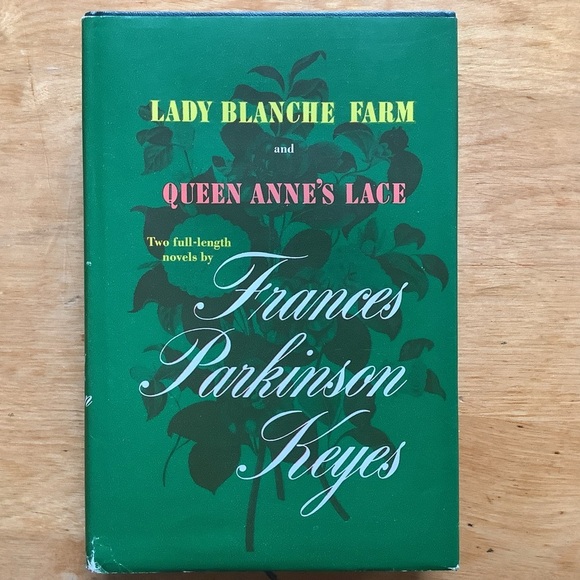 LADY BLANCHE FARM
and
QUEEN ANNE'S LACE
Two full-length
novels by
Frances
Parkinson
Keyes